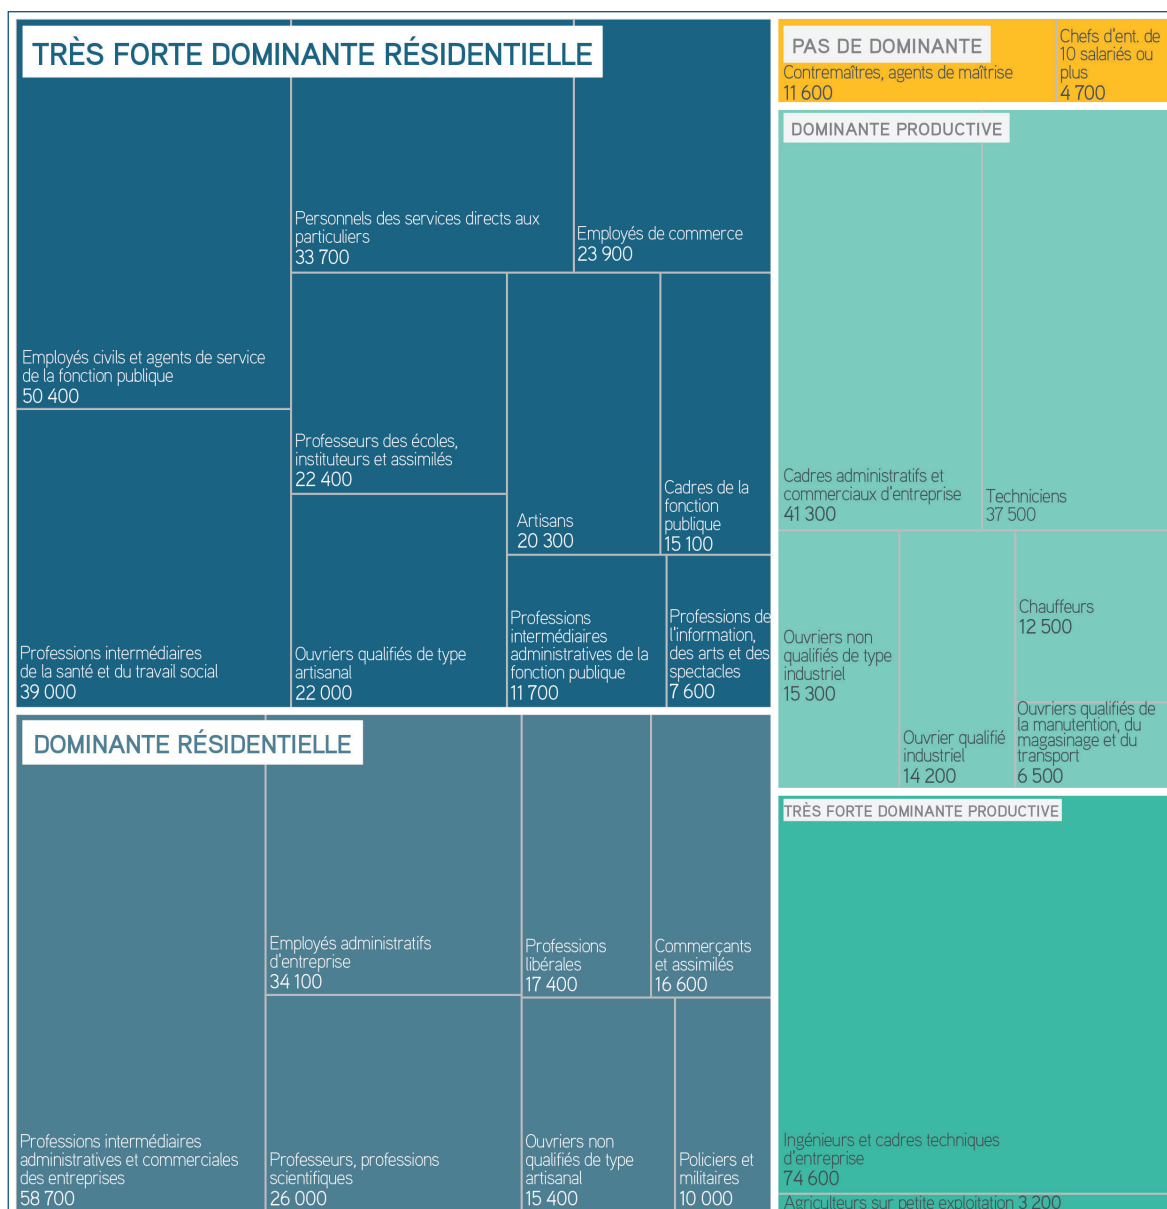 TRÈS FORTE DOMINANTE RÉSIDENTIELLE
Employés civils et agents de service
de la fonction publique
50 400
Personnels des services directs aux
particuliers
33 700
Employés de commerce
23 900
Professeurs des écoles,
instituteurs et assimilés
22 400
Artisans
20 300
Cadres de la
fonction
publique
15 100
Professions intermédiaires
de la santé et du travail social
39 000
Ouvriers qualifiés de type
artisanal
22 000
Professions
intermédiaires
administratives de la
fonction publique
11 700
Professions de
l'information,
des arts et des
spectacles
7 600
DOMINANTE RÉSIDENTIELLE
Professions intermédiaires
administratives et commerciales
des entreprises
58 700
Employés administratifs
d'entreprise
34 100
Professions
libérales
17 400
Commerçants
et assimilés
16 600
Professeurs, professions
scientifiques
26 000
Ouvriers non
qualifiés de type
artisanal
15 400
Policiers et
militaires
10 000
PAS DE DOMINANTE
Contremaîtres, agents de maîtrise
11 600
Chefs d'ent. de
10 salariés ou
plus
4 700
DOMINANTE PRODUCTIVE
Cadres administratifs et
commerciaux d'entreprise
41 300
Techniciens
37 500
Ouvriers non
qualifiés de type
industriel
15 300
Ouvrier qualifié
industriel
14 200
Chauffeurs
12 500
Ouvriers qualifiés de
la manutention, du
magasinage et du
transport
6 500
TRÈS FORTE DOMINANTE PRODUCTIVE
Ingénieurs et cadres techniques
d'entreprise
74 600
Agriculteurs sur petite exploitation 3 200